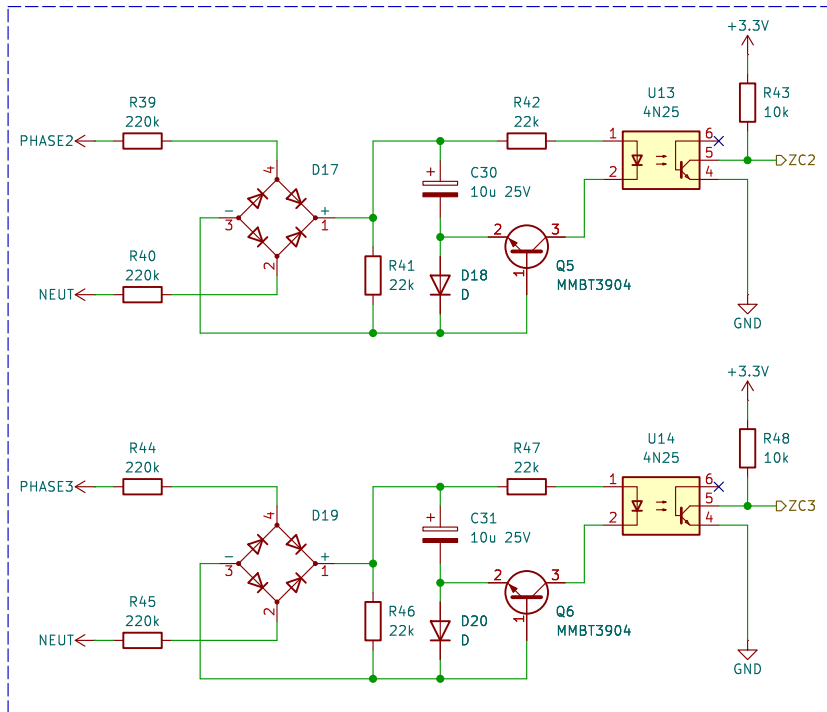 +3.3V
R39
220k
PHASE2
D17
4
+
1
-
3
2
R40
220k
NEUT
R41
22k
C30
+
10u 25V
R42
22k
D18
D
2
3
1
Q5
MMBT3904
U13
4N25
1
2
6
5
4
R43
10k
ZC2
GND
+3.3V
R44
220k
PHASE3
D19
4
+
1
-
3
2
R45
220k
NEUT
R46
22k
C31
+
10u 25V
R47
22k
D20
D
2
3
1
Q6
MMBT3904
U14
4N25
1
2
6
5
4
R48
10k
ZC3
GND